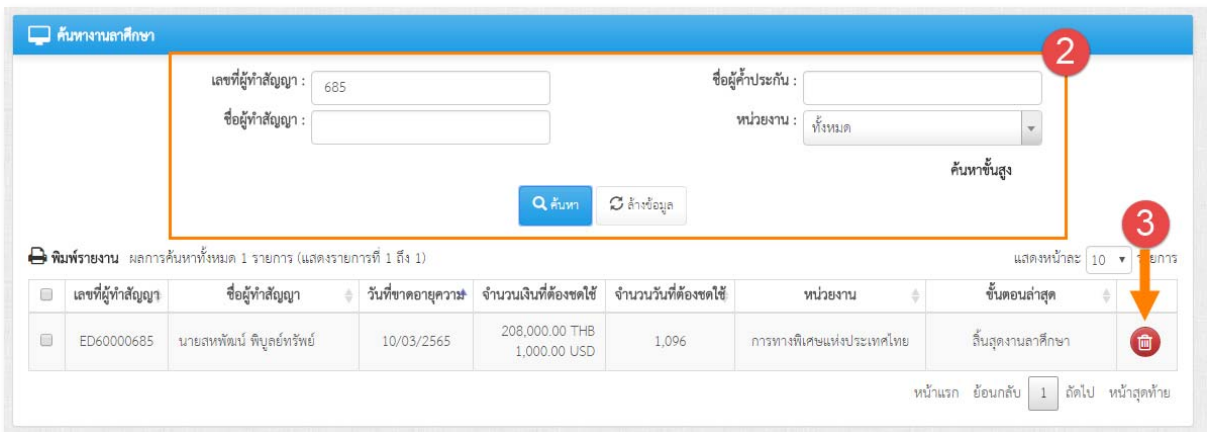 ค้นหางานลาศึกษา
2
เลขที่ผู้ทำสัญญา : 685 ชื่อผู้ค้ำประกัน :
ชื่อผู้ทำสัญญา : หน่วยงาน : ทั้งหมด
ค้นหาขั้นสูง
ค้นหา ล้างข้อมูล
3
พิมพ์รายงาน ผลการค้นหาทั้งหมด 1 รายการ (แสดงรายการที่ 1 ถึง 1) แสดงหน้าละ 10
เลขที่ผู้ทำสัญญา ชื่อผู้ทำสัญญา วันที่ขาดอายุความ จำนวนเงินที่ต้องชดใช้ จำนวนวันที่ต้องชดใช้ หน่วยงาน ขั้นตอนล่าสุด
ED60000685 นายสหพัฒน์ พิบูลย์ทรัพย์ 10/03/2565 208,000.00 THB 1,096 การทางพิเศษแห่งประเทศไทย สิ้นสุดงานลาศึกษา
1,000.00 USD
หน้าแรก ย้อนกลับ 1 ถัดไป หน้าสุดท้าย